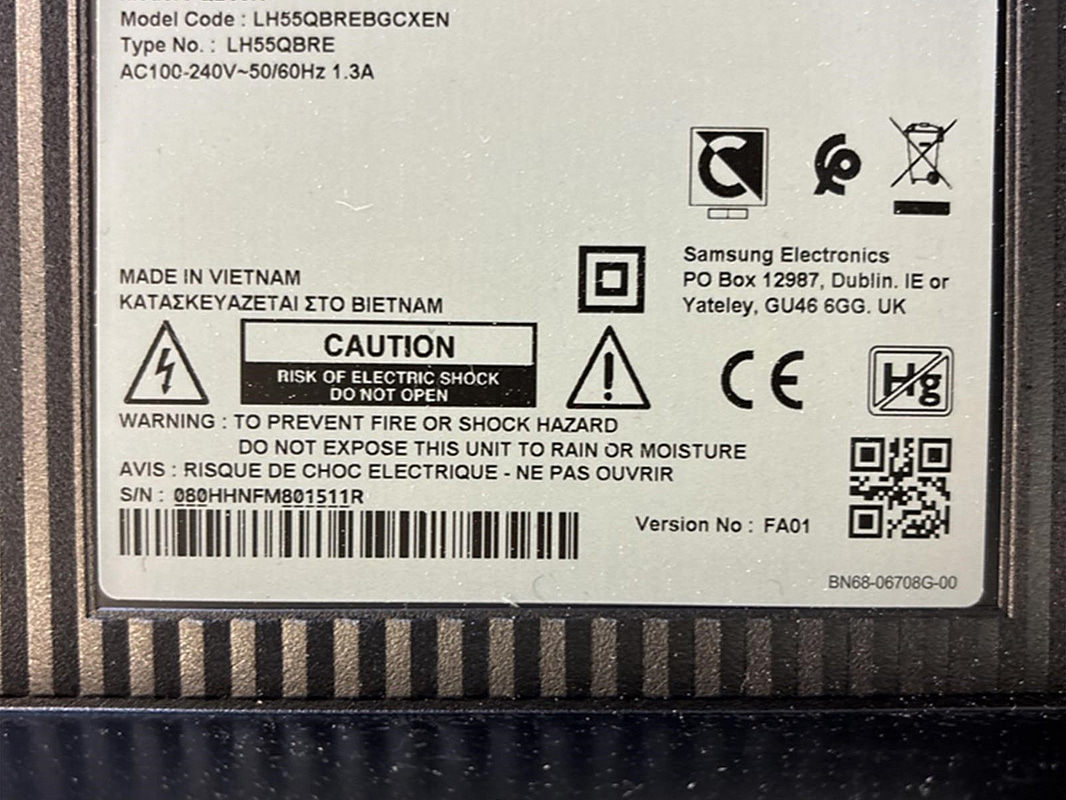 Model Code : LH55QBREBGCXEN
Type No. : LH55QBRE
AC100-240V~50/60Hz 1.3A
MADE IN VIETNAM
ΚΑΤΑΣΚΕΥΑΖΕΤΑΙ ΣΤΟ ΒΙΕΤΝΑΜ
Samsung Electronics
PO Box 12987, Dublin. IE or
Yateley, GU46 6GG. UK
CAUTION
RISK OF ELECTRIC SHOCK
DO NOT OPEN
CE
Hg
WARNING : TO PREVENT FIRE OR SHOCK HAZARD
DO NOT EXPOSE THIS UNIT TO RAIN OR MOISTURE
AVIS : RISQUE DE CHOC ELECTRIQUE - NE PAS OUVRIR
S/N : 080HHNFM801511R
Version No : FA01
BN68-06708G-00